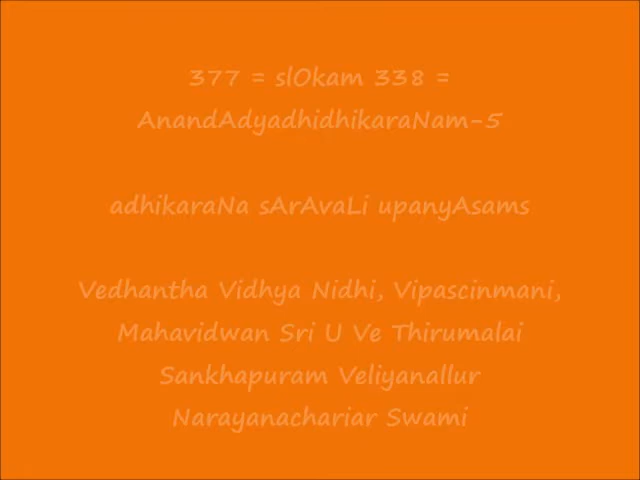 377 = slOkam 338 =
AnandAdyadhidhikaraNam-5
adhikaraNa sArAvaLi upanyAsams
Vedhantha Vidhya Nidhi, Vipascinmani,
Mahavidwan Sri U Ve Thirumalai
Sankhapuram Veliyanallur
Narayanachariar Swami